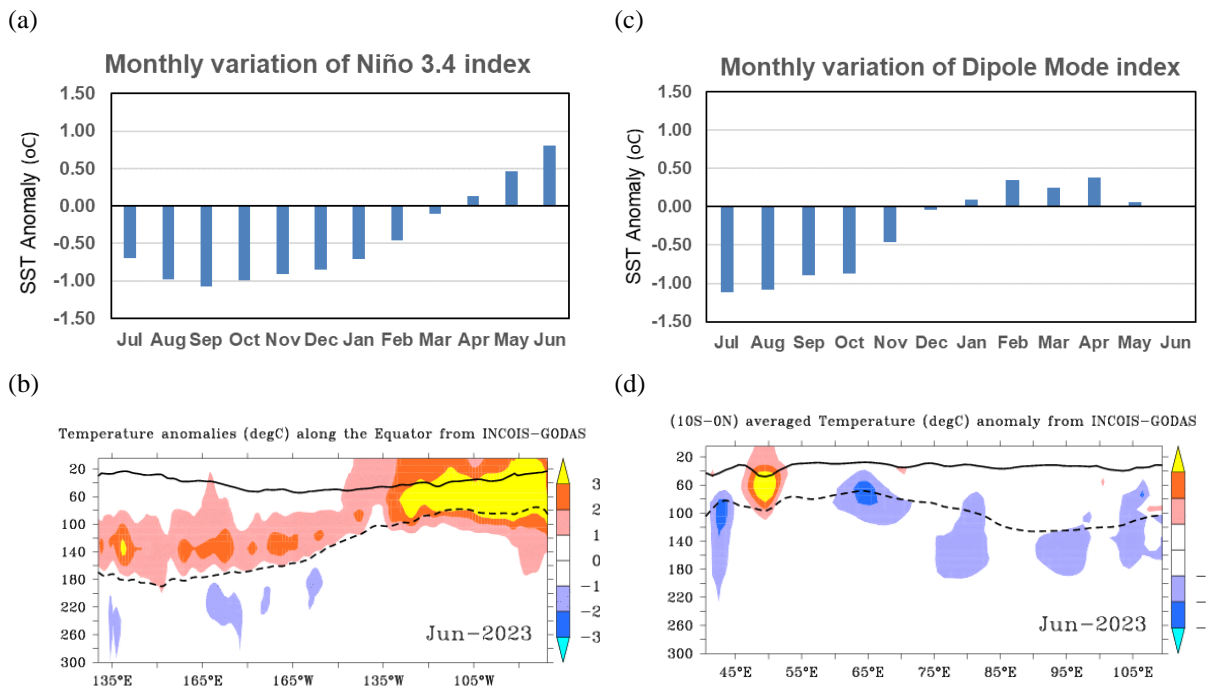 (a)
Monthly variation of Niño 3.4 index
1.50
1.00
0.50
0.00
-0.50
-1.00
-1.50
SST Anomaly (oC)
Jul Aug Sep Oct Nov Dec Jan Feb Mar Apr May Jun
(c)
Monthly variation of Dipole Mode index
1.50
1.00
0.50
0.00
-0.50
-1.00
-1.50
SST Anomaly (oC)
Jul Aug Sep Oct Nov Dec Jan Feb Mar Apr May Jun
(b)
Temperature anomalies (degC) along the Equator from INCOIS-GODAS
20
60
100
140
180
220
260
300
135°E 165°E 165°W 135°W 105°W
Jun-2023
3
2
1
0
-1
-2
-3
(d)
(10S-0N) averaged Temperature (degC) anomaly from INCOIS-GODAS
20
60
100
140
180
220
260
300
45°E 55°E 65°E 75°E 85°E 95°E 105°E
Jun-2023